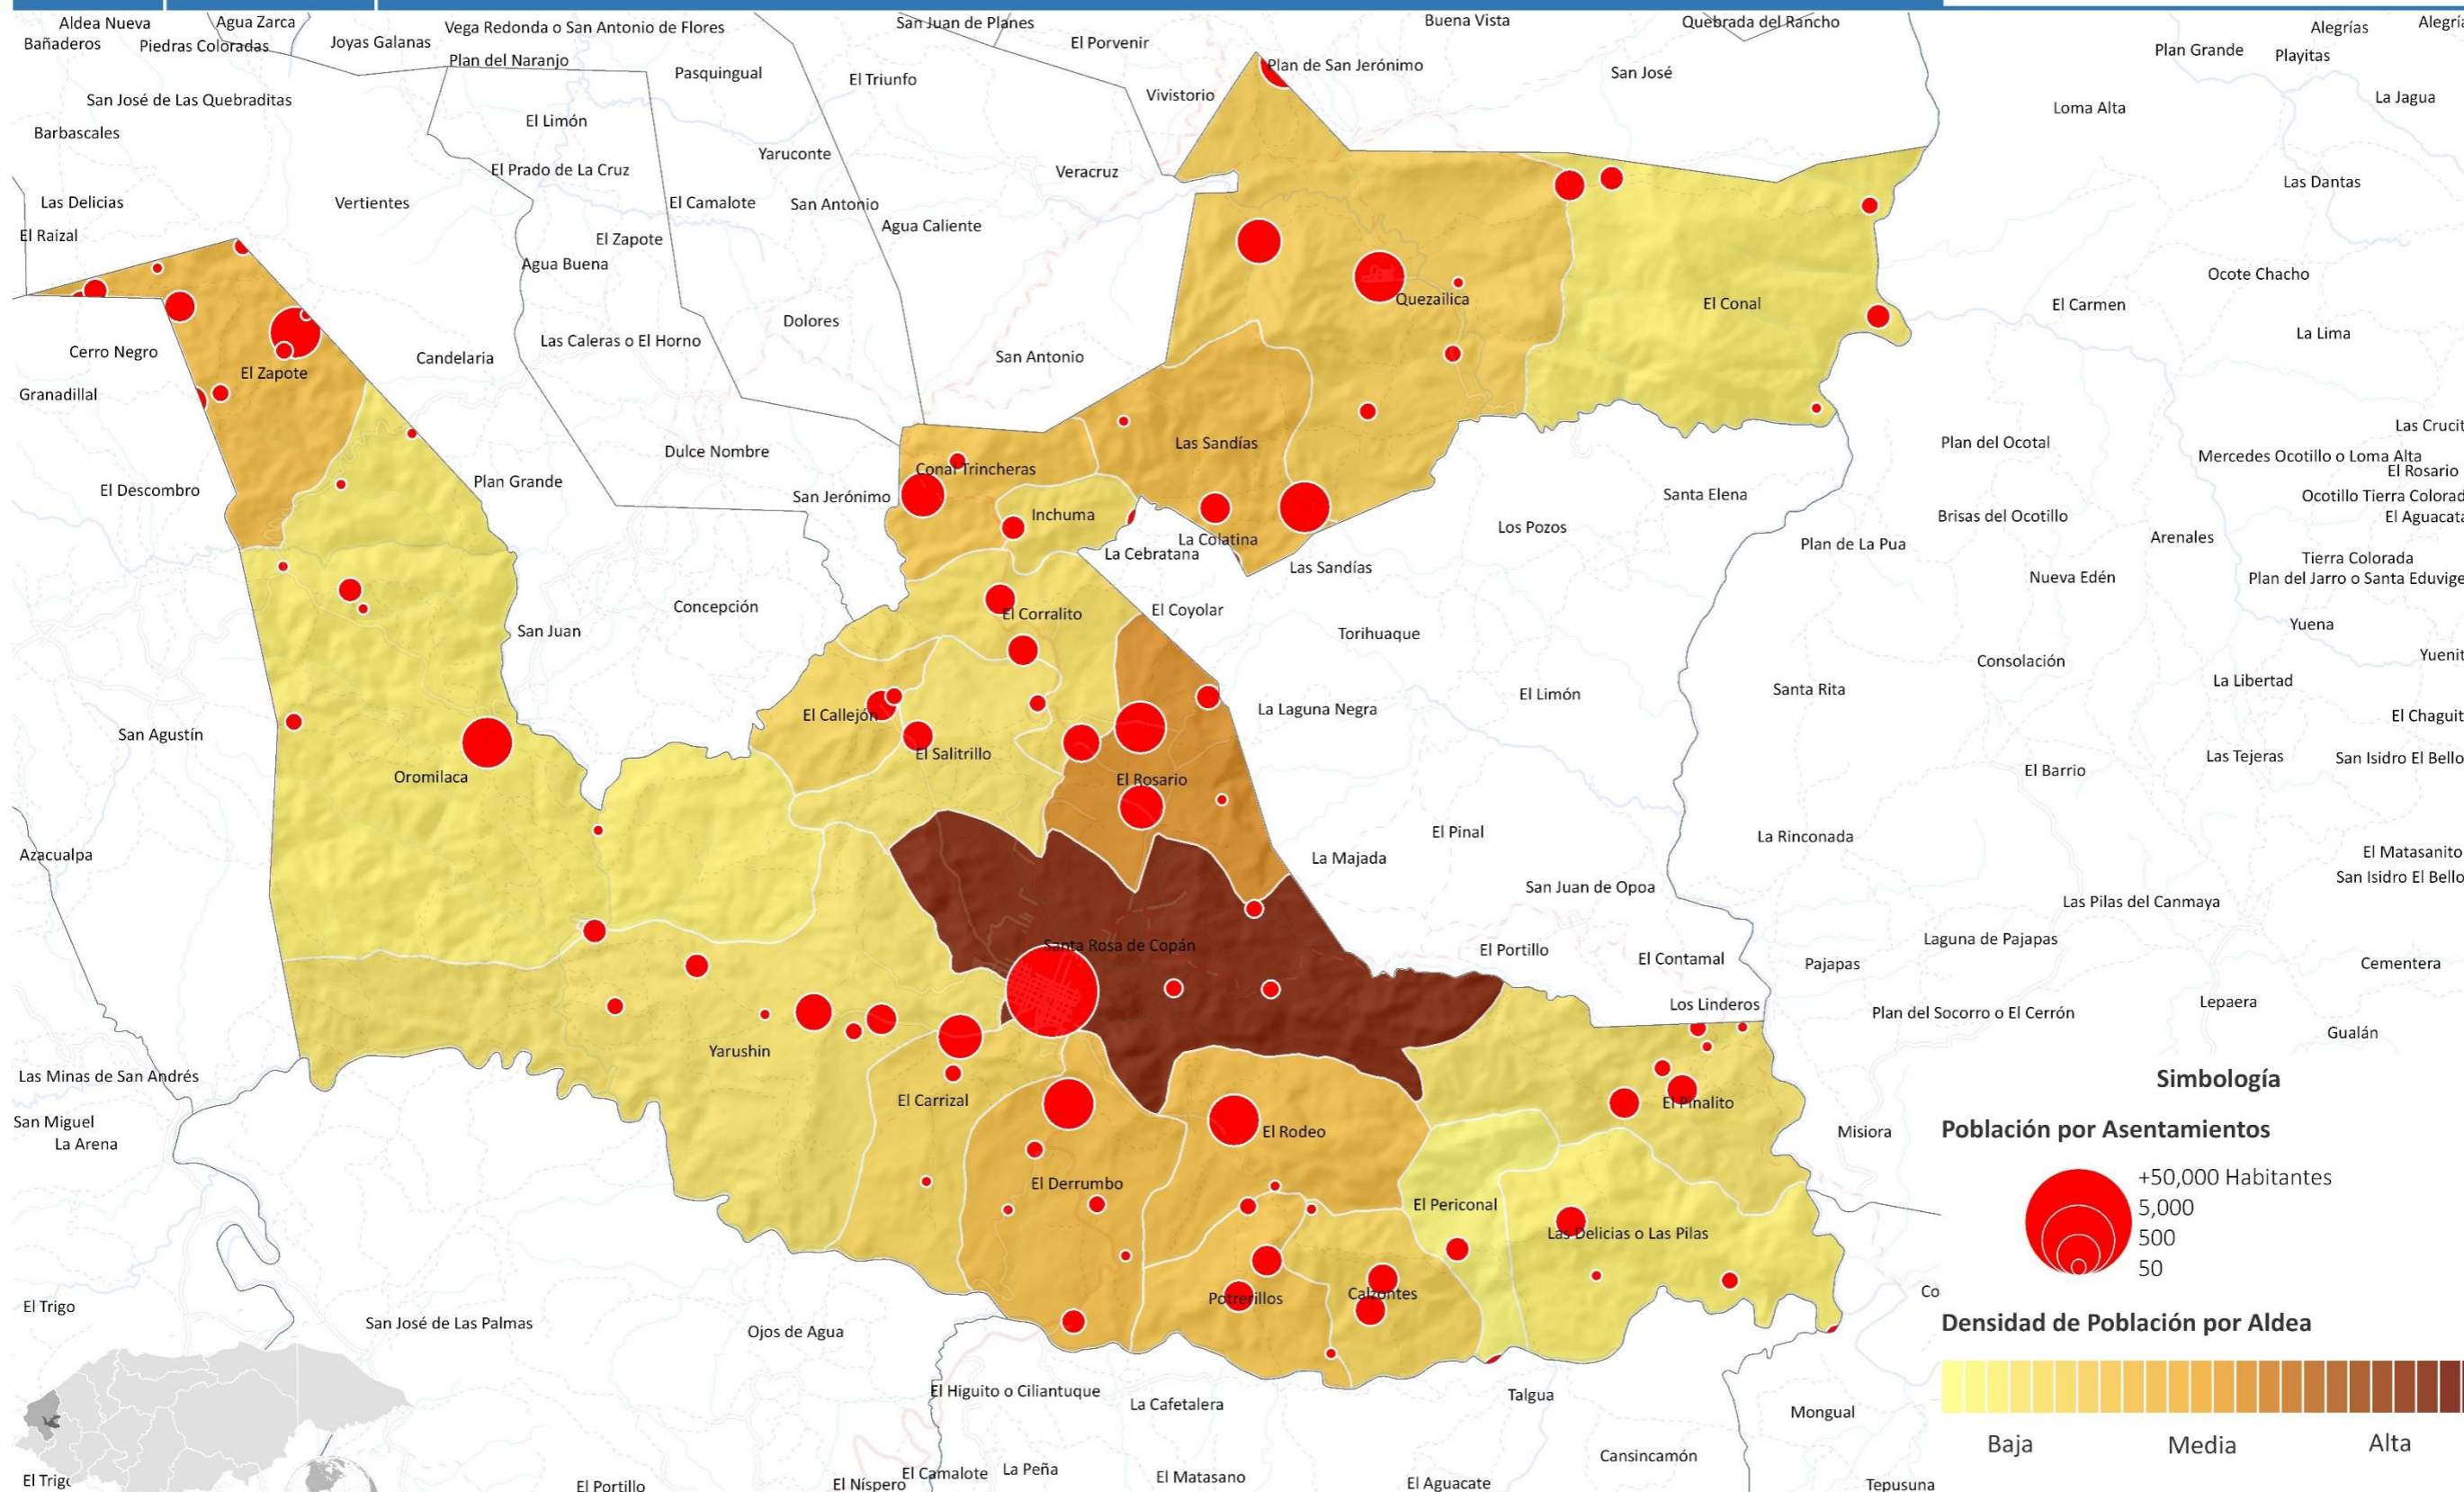 Aldea Nueva
Agua Zarca
Bañaderos
Piedras Coloradas
Joyas Galanas
Vega Redonda o San Antonio de Flores
San Juan de Planes
Buena Vista
Quebrada del Rancho
Alegrías
Plan del Naranjo
Pasquingual
El Triunfo
El Porvenir
Vivistorio
Plan de San Jerónimo
San José
Plan Grande
Playitas
San José de Las Quebraditas
El Limón
Loma Alta
La Jagua
Barbascales
Yaruconte
El Prado de La Cruz
Veracruz
Las Dantas
Las Delicias
Vertientes
El Camalote
San Antonio
Agua Caliente
El Raizal
El Zapote
Agua Buena
Ocote Chacho
Quezailica
El Conal
El Carmen
Dolores
La Lima
Cerro Negro
Candelaria
Las Caleras o El Horno
San Antonio
El Zapote
Granadillal
Las Sandías
Plan del Ocotal
Dulce Nombre
Mercedes Ocotillo o Loma Alta
Conal Trincheras
El Rosario
El Descombro
Plan Grande
San Jerónimo
Santa Elena
Inchuma
Brisas del Ocotillo
Los Pozos
La Colatina
Arenales
Plan de La Pua
La Cebratana
Las Sandías
Tierra Colorada
Nueva Edén
Concepción
El Corralito
El Coyolar
San Juan
Torihuaque
Yuena
Consolación
La Libertad
Santa Rita
El Limón
El Callejón
La Laguna Negra
San Agustín
El Salitrillo
Las Tejeras
San Isidro El Bello
Oromilaca
El Rosario
El Barrio
El Pinal
La Rinconada
Azacualpa
La Majada
El Matasanito
San Juan de Opoa
San Isidro El Bello
Las Pilas del Canmaya
Santa Rosa de Copán
El Portillo
Laguna de Pajapas
El Contamal
Pajapas
Cementera
Los Linderos
Lepaera
Plan del Socorro o El Cerrón
Gualán
Yarushin
Las Minas de San Andrés
El Carrizal
El Pinalito
San Miguel
La Arena
El Rodeo
Misiora
El Derrumbo
El Periconal
Las Delicias o Las Pilas
El Trigo
Potrerillos
Calzontes
San José de Las Palmas
Ojos de Agua
El Higuito o Ciliantuque
La Cafetalera
Talgua
Mongual
Cansincamón
El Camalote
La Peña
El Matasano
El Aguacate
El Níspero
El Portillo
Tepusuna
Simbología
Población por Asentamientos
+50,000 Habitantes
5,000
500
50
Densidad de Población por Aldea
Baja
Media
Alta